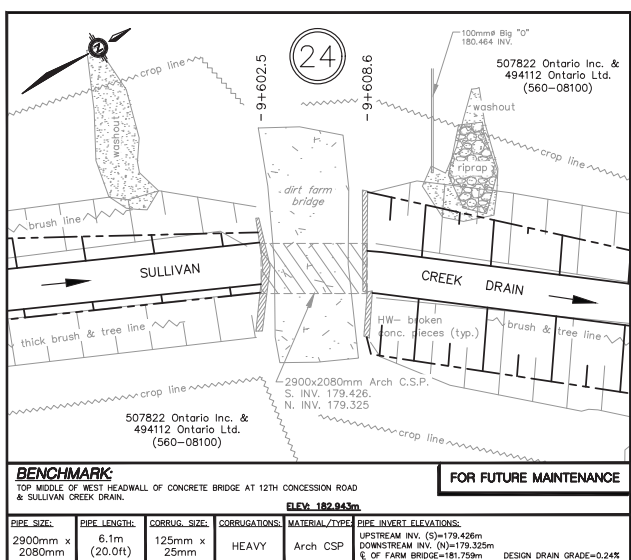 N
100mmø Big "O"
180.464 INV.
24
- 9+602.5
- 9+608.6
507822 Ontario Inc. &
494112 Ontario Ltd.
(560-08100)
crop line
washout
washout
crop line
riprap
dirt farm
bridge
brush line
SULLIVAN
CREEK DRAIN
HW- broken
conc. pieces (typ.)
brush & tree line
thick brush & tree line
2900x2080mm Arch C.S.P.
S. INV. 179.426.
N. INV. 179.325
crop line
507822 Ontario Inc. &
494112 Ontario Ltd.
(560-08100)
crop line
BENCHMARK:
TOP MIDDLE OF WEST HEADWALL OF CONCRETE BRIDGE AT 12TH CONCESSION ROAD
& SULLIVAN CREEK DRAIN.
ELEV: 182.943m
FOR FUTURE MAINTENANCE
PIPE SIZE:
2900mm x
2080mm
PIPE LENGTH:
6.1m
(20.0ft)
CORRUG. SIZE:
125mm x
25mm
CORRUGATIONS:
HEAVY
MATERIAL/TYPE:
Arch CSP
PIPE INVERT ELEVATIONS:
UPSTREAM INV. (S)=179.426m
DOWNSTREAM INV. (N)=179.325m
℄ OF FARM BRIDGE=181.759m DESIGN DRAIN GRADE=0.24%